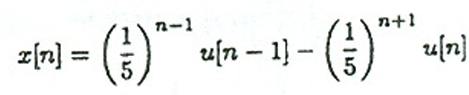 x[n] = (1/5)^{n-1} u[n − 1] − (1/5)^{n+1} u[n]